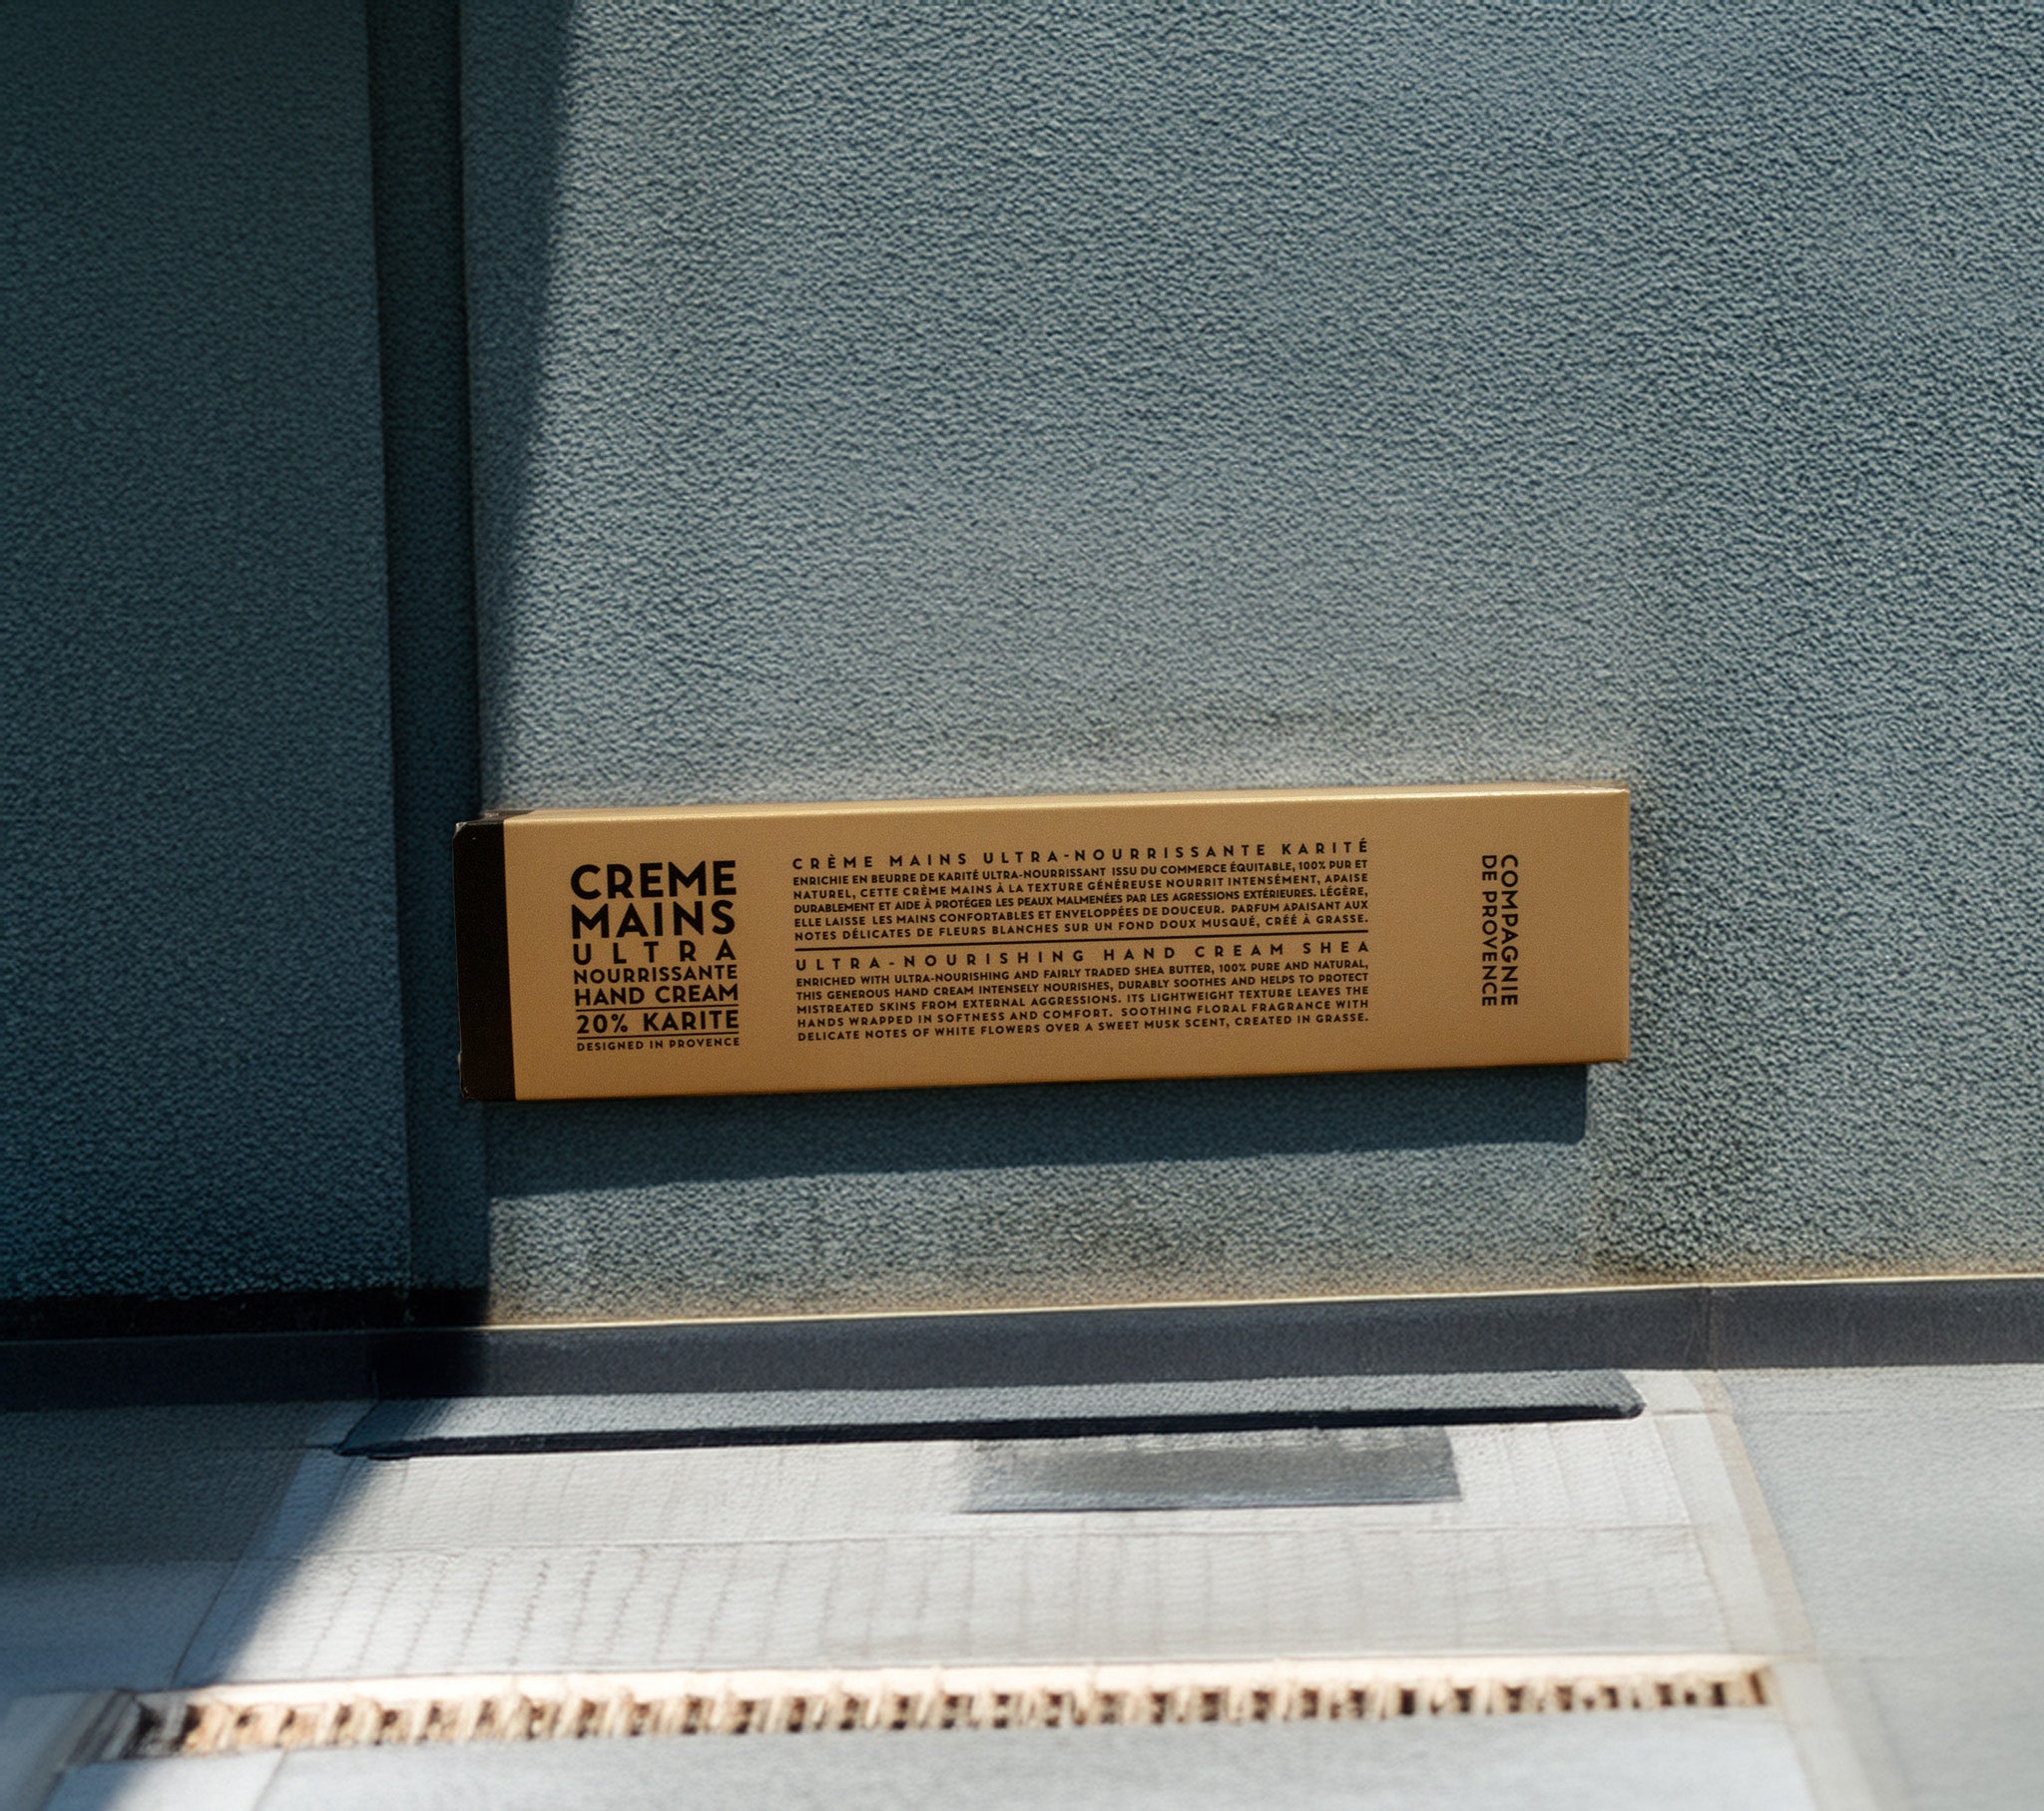 CREME
MAINS
ULTRA
NOURRISSANTE
HAND CREAM
20% KARITE
DESIGNED IN PROVENCE
CRÈME MAINS ULTRA-NOURRISSANTE KARITÉ
ENRICHIE EN BEURRE DE KARITÉ ULTRA-NOURRISSANT ISSU DU COMMERCE ÉQUITABLE, 100% PUR ET
NATUREL, CETTE CRÈME MAINS À LA TEXTURE GÉNÉREUSE NOURRIT INTENSÉMENT, APAISE
DURABLEMENT ET AIDE À PROTÉGER LES PEAUX MALMENÉES PAR LES AGRESSIONS EXTÉRIEURES. LÉGÈRE,
ELLE LAISSE LES MAINS CONFORTABLES ET ENVELOPPÉES DE DOUCEUR. PARFUM APAISANT AUX
NOTES DÉLICATES DE FLEURS BLANCHES SUR UN FOND DOUX MUSQUÉ, CRÉÉ À GRASSE.
ULTRA-NOURISHING HAND CREAM SHEA
ENRICHED WITH ULTRA-NOURISHING AND FAIRLY TRADED SHEA BUTTER, 100% PURE AND NATURAL,
THIS GENEROUS HAND CREAM INTENSELY NOURISHES, DURABLY SOOTHES AND HELPS TO PROTECT
MISTREATED SKINS FROM EXTERNAL AGGRESSIONS. ITS LIGHTWEIGHT TEXTURE LEAVES THE
HANDS WRAPPED IN SOFTNESS AND COMFORT. SOOTHING FLORAL FRAGRANCE WITH
DELICATE NOTES OF WHITE FLOWERS OVER A SWEET MUSK SCENT, CREATED IN GRASSE.
COMPAGNIE
DE PROVENCE